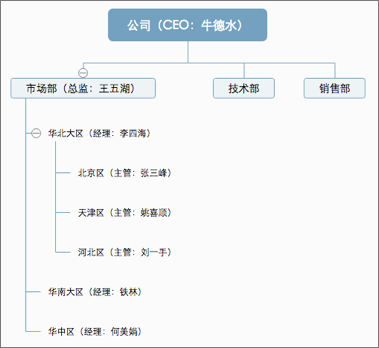 公司（CEO：牛德水）
市场部（总监：王五湖）
技术部
销售部
华北大区（经理：李四海）
北京区（主管：张三峰）
天津区（主管：姚喜顺）
河北区（主管：刘一手）
华南大区（经理：铁林）
华中区（经理：何美娟）